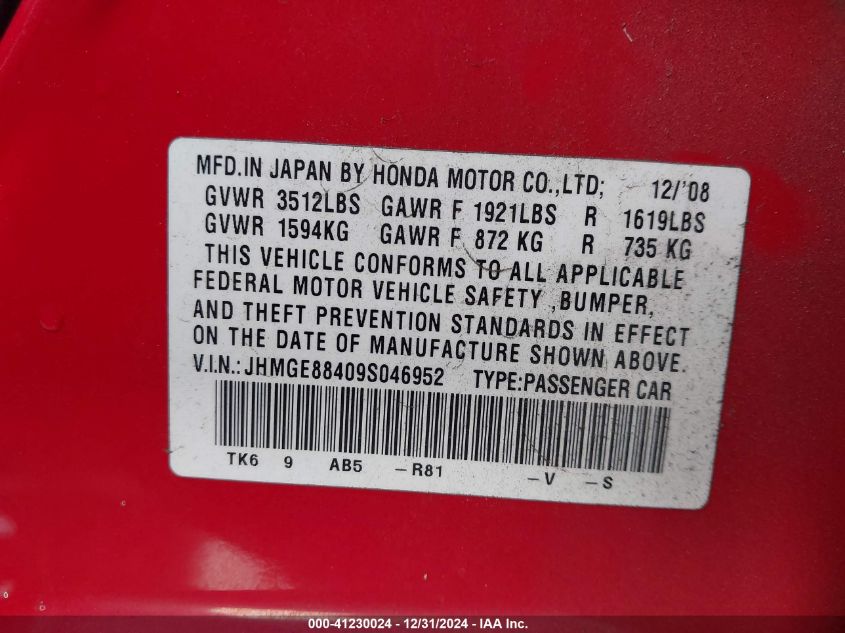 MFD.IN JAPAN BY HONDA MOTOR CO.,LTD; 12/'08
GVWR 3512LBS GAWR F 1921LBS R 1619LBS
GVWR 1594KG GAWR F 872 KG R 735 KG
THIS VEHICLE CONFORMS TO ALL APPLICABLE
FEDERAL MOTOR VEHICLE SAFETY ,BUMPER,
AND THEFT PREVENTION STANDARDS IN EFFECT
ON THE DATE OF MANUFACTURE SHOWN ABOVE.
V.I.N.: JHMGE88409S046952 TYPE:PASSENGER CAR
TK6 9 AB5 -R81 -V -S
000-41230024 - 12/31/2024 - IAA Inc.